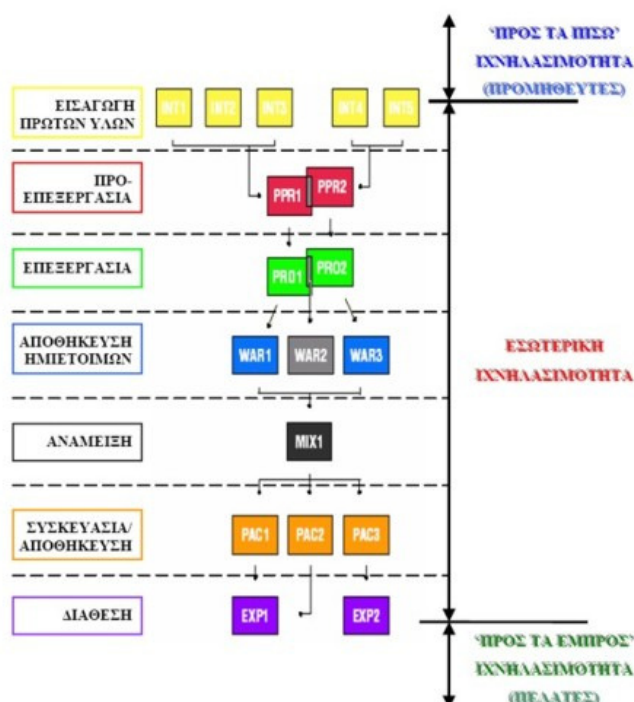 ‘ΠΡΟΣ ΤΑ ΠΙΣΩ’
ΙΧΝΗΛΑΣΙΜΟΤΗΤΑ
(ΠΡΟΜΗΘΕΥΤΕΣ)
ΕΙΣΑΓΩΓΗ
ΠΡΩΤΩΝ ΥΛΩΝ
INT1 INT2 INT3 INT4 INT5
ΠΡΟ-
ΕΠΕΞΕΡΓΑΣΙΑ
PPR1 PPR2
ΕΠΕΞΕΡΓΑΣΙΑ
PRO1 PRO2
ΑΠΟΘΗΚΕΥΣΗ
ΗΜΙΕΤΟΙΜΩΝ
WAR1 WAR2 WAR3
ΕΣΩΤΕΡΙΚΗ
ΙΧΝΗΛΑΣΙΜΟΤΗΤΑ
ΑΝΑΜΕΙΞΗ
MIX1
ΣΥΣΚΕΥΑΣΙΑ/
ΑΠΟΘΗΚΕΥΣΗ
PAC1 PAC2 PAC3
ΔΙΑΘΕΣΗ
EXP1 EXP2
‘ΠΡΟΣ ΤΑ ΕΜΠΡΟΣ’
ΙΧΝΗΛΑΣΙΜΟΤΗΤΑ
(ΠΕΛΑΤΕΣ)